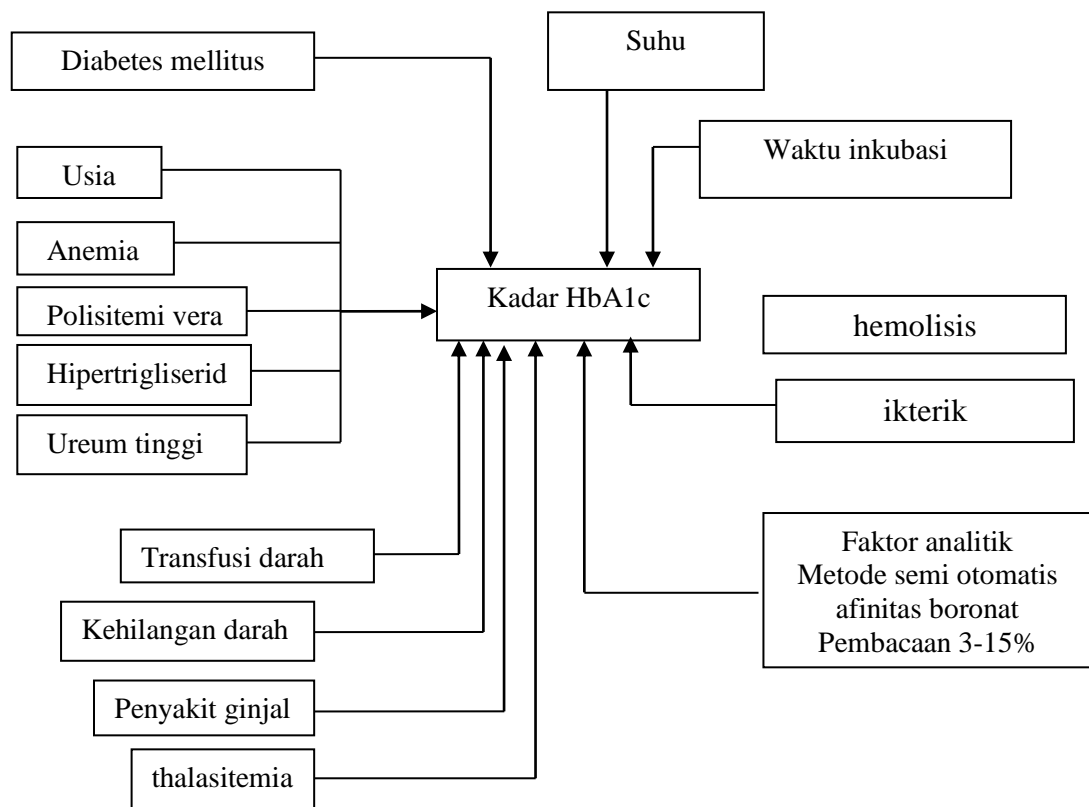 Diabetes mellitus
Suhu
Waktu inkubasi
Usia
Anemia
Polisitemi vera
Hipertrigliserid
Ureum tinggi
Kadar HbA1c
hemolisis
ikterik
Transfusi darah
Kehilangan darah
Penyakit ginjal
thalasitemia
Faktor analitik
Metode semi otomatis
afinitas boronat
Pembacaan 3-15%